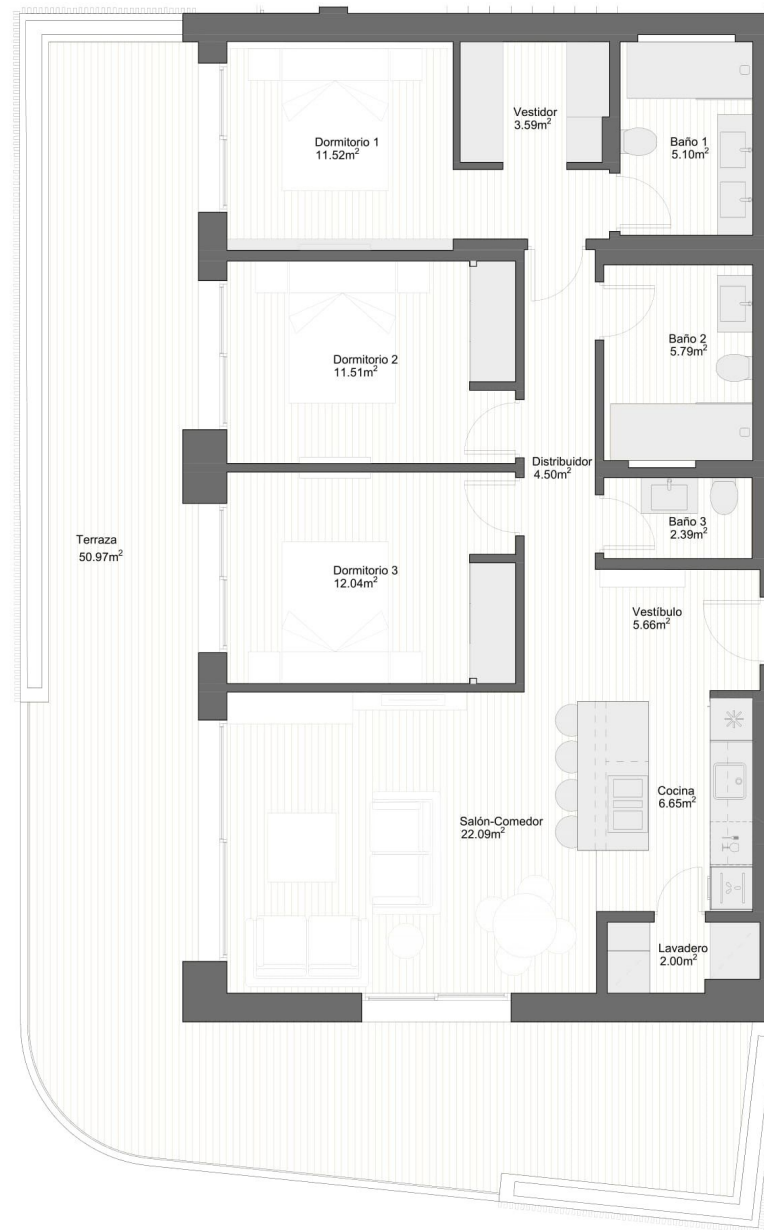 Vestidor
3.59m²
Dormitorio 1
11.52m²
Baño 1
5.10m²
Baño 2
5.79m²
Dormitorio 2
11.51m²
Distribuidor
4.50m²
Baño 3
2.39m²
Terraza
50.97m²
Dormitorio 3
12.04m²
Vestíbulo
5.66m²
Cocina
6.65m²
Salón-Comedor
22.09m²
Lavadero
2.00m²